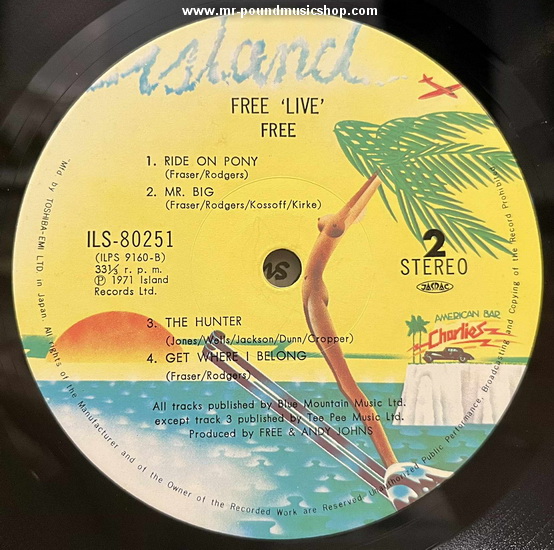 www.mr-poundmusicshop.com
island
FREE 'LIVE'
FREE
1. RIDE ON PONY
(Fraser/Rodgers)
2. MR. BIG
(Fraser/Rodgers/Kossoff/Kirke)
ILS-80251
(ILPS 9160-B)
33⅓ r. p. m.
Ⓟ 1971 Island
Records Ltd.
2
STEREO
JASRAC
3. THE HUNTER
(Jones/Wells/Jackson/Dunn/Cropper)
4. GET WHERE I BELONG
(Fraser/Rodgers)
AMERICAN BAR
Charlies
All tracks published by Blue Mountain Music Ltd.
except track 3 published by Tee Pee Music Ltd.
Produced by FREE & ANDY JOHNS
Mfd by TOSHIBA-EMI LTD in Japan. All rights of the Manufacturer and of the Owner of the Recorded Work are Reserved. Unauthorized Public Performance, Broadcasting and Copying of the Record Prohibited